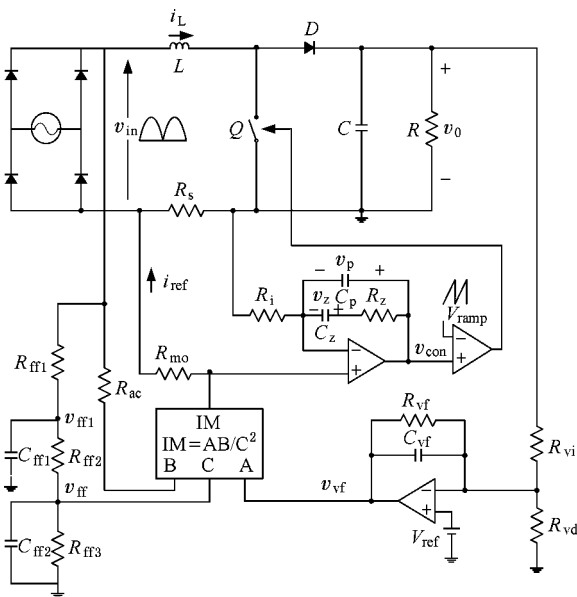 i_L
D
L
v_in
Q
C
R
+
v_0
−
R_s
i_ref
− v_p +
C_p
R_i
− v_z + R_z
C_z
V_ramp
−
+
v_con
−
+
R_ff1
R_ac
R_mo
IM
IM=AB/C²
B C A
R_vf
C_vf
R_vi
v_ff1
C_ff1
R_ff2
v_ff
v_vf
−
+
V_ref
R_vd
C_ff2
R_ff3